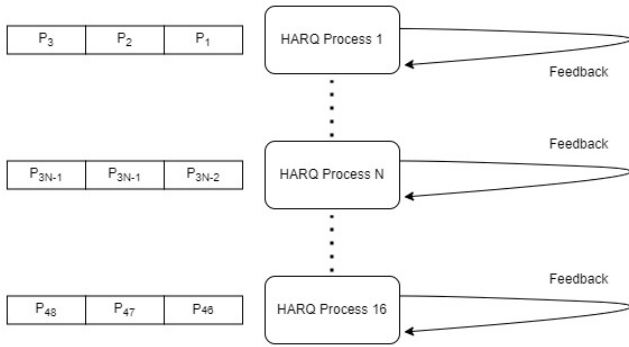 P3 P2 P1 HARQ Process 1
Feedback
Feedback
P3N-1 P3N-1 P3N-2 HARQ Process N
Feedback
P48 P47 P46 HARQ Process 16